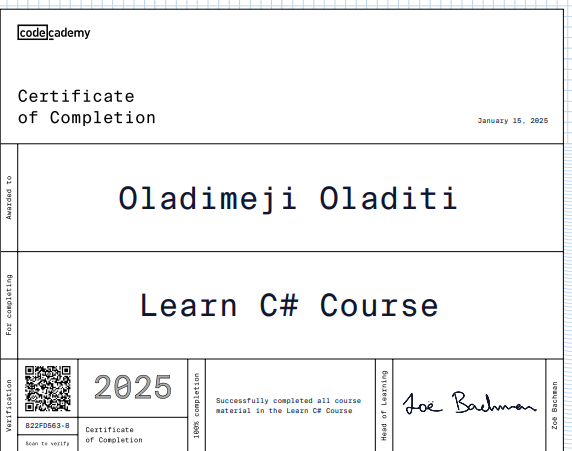 codecademy
Certificate
of Completion
January 15, 2025
Awarded to
Oladimeji Oladiti
For completing
Learn C# Course
Verification
822FD563-8
Scan to verify
2025
Certificate
of Completion
100% completion
Successfully completed all course
material in the Learn C# Course
Head of Learning
Zoë Bachman
Zoë Bachman